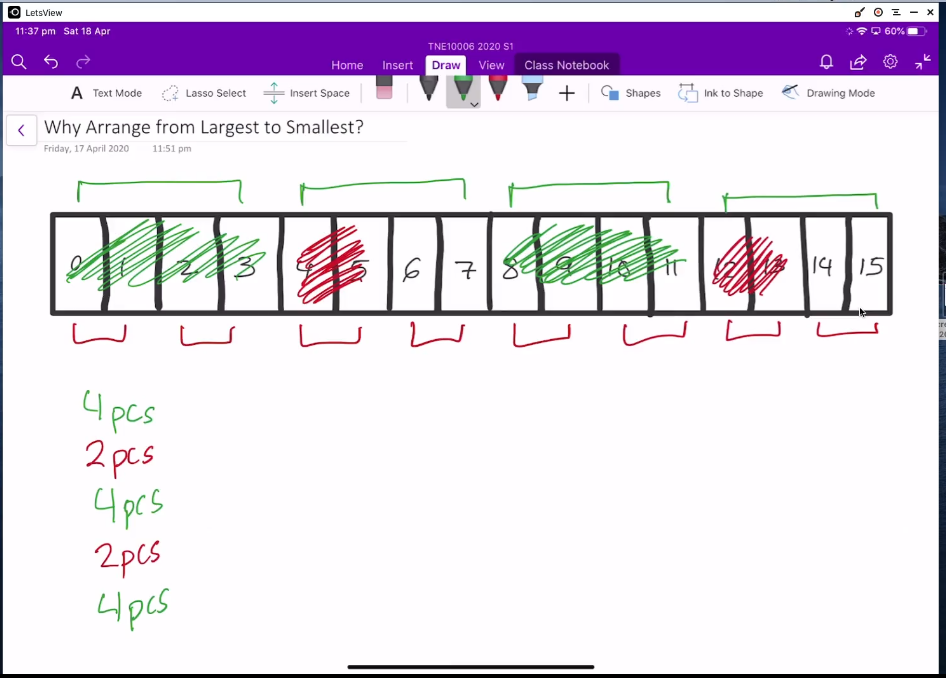 LetsView
11:37 pm Sat 18 Apr
60%
TNE10006 2020 S1
Home Insert Draw View Class Notebook
A Text Mode Lasso Select Insert Space Shapes Ink to Shape Drawing Mode
Why Arrange from Largest to Smallest?
Friday, 17 April 2020 11:51 pm
0 1 2 3 4 5 6 7 8 9 10 11 12 13 14 15
4pcs
2pcs
4pcs
2pcs
4pcs